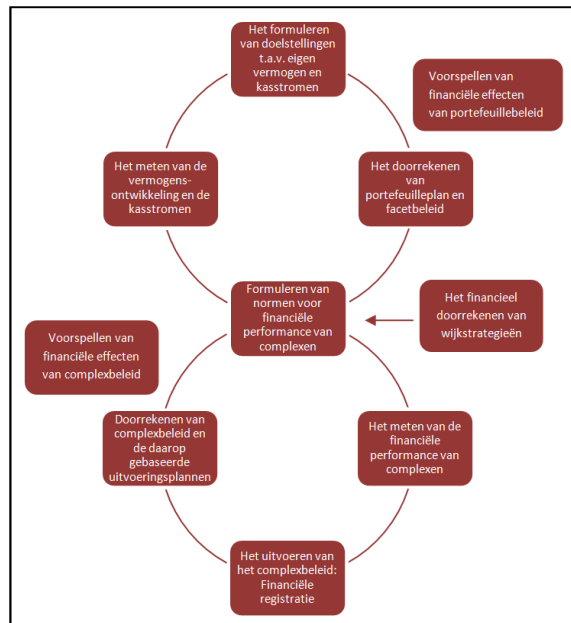 Het formuleren
van doelstellingen
t.a.v. eigen
vermogen en
kasstromen
Voorspellen van
financiële effecten
van portefeuillebeleid
Het meten van de
vermogens-
ontwikkeling en de
kasstromen
Het doorrekenen
van
portefeuilleplan en
facetbeleid
Formuleren van
normen voor
financiële
performance van
complexen
Het financieel
doorrekenen van
wijkstrategieën
Voorspellen van
financiële effecten
van complexbeleid
Doorrekenen van
complexbeleid en
de daarop
gebaseerde
uitvoeringsplannen
Het meten van de
financiële
performance van
complexen
Het uitvoeren van
het complexbeleid:
Financiële
registratie